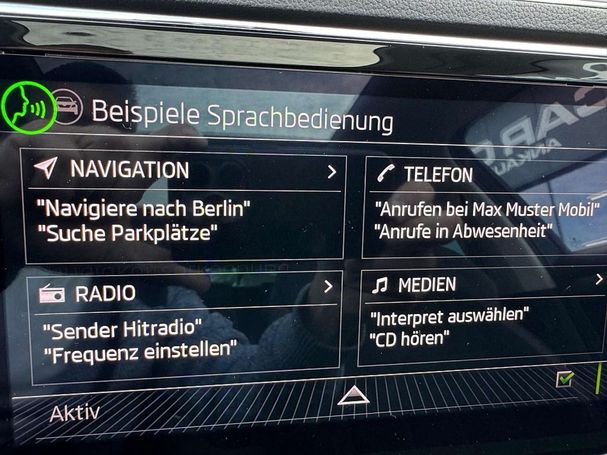 Beispiele Sprachbedienung
NAVIGATION
"Navigiere nach Berlin"
"Suche Parkplätze"
TELEFON
"Anrufen bei Max Muster Mobil"
"Anrufe in Abwesenheit"
RADIO
"Sender Hitradio"
"Frequenz einstellen"
MEDIEN
"Interpret auswählen"
"CD hören"
Aktiv